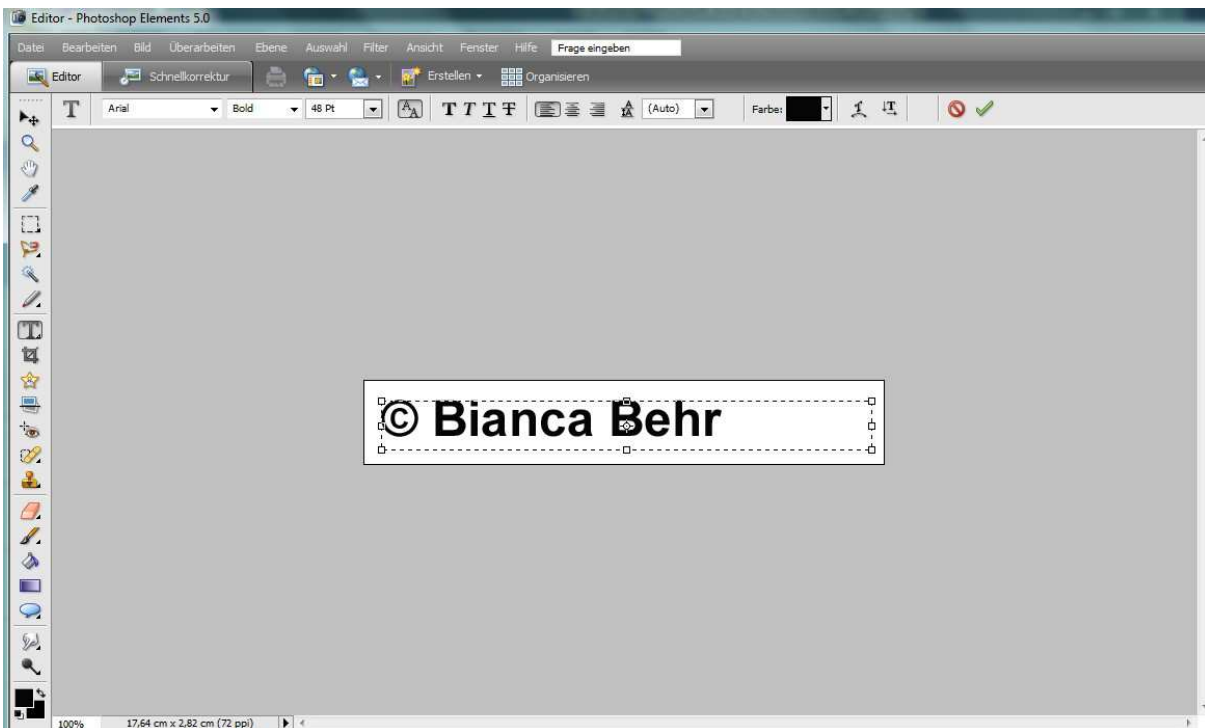 Editor - Photoshop Elements 5.0
Datei Bearbeiten Bild Überarbeiten Ebene Auswahl Filter Ansicht Fenster Hilfe Frage eingeben
Editor Schnellkorrektur Erstellen Organisieren
T Arial Bold 48 Pt AA T T T T (Auto) Farbe: T
© Bianca Behr
100% 17,64 cm x 2,82 cm (72 ppi)